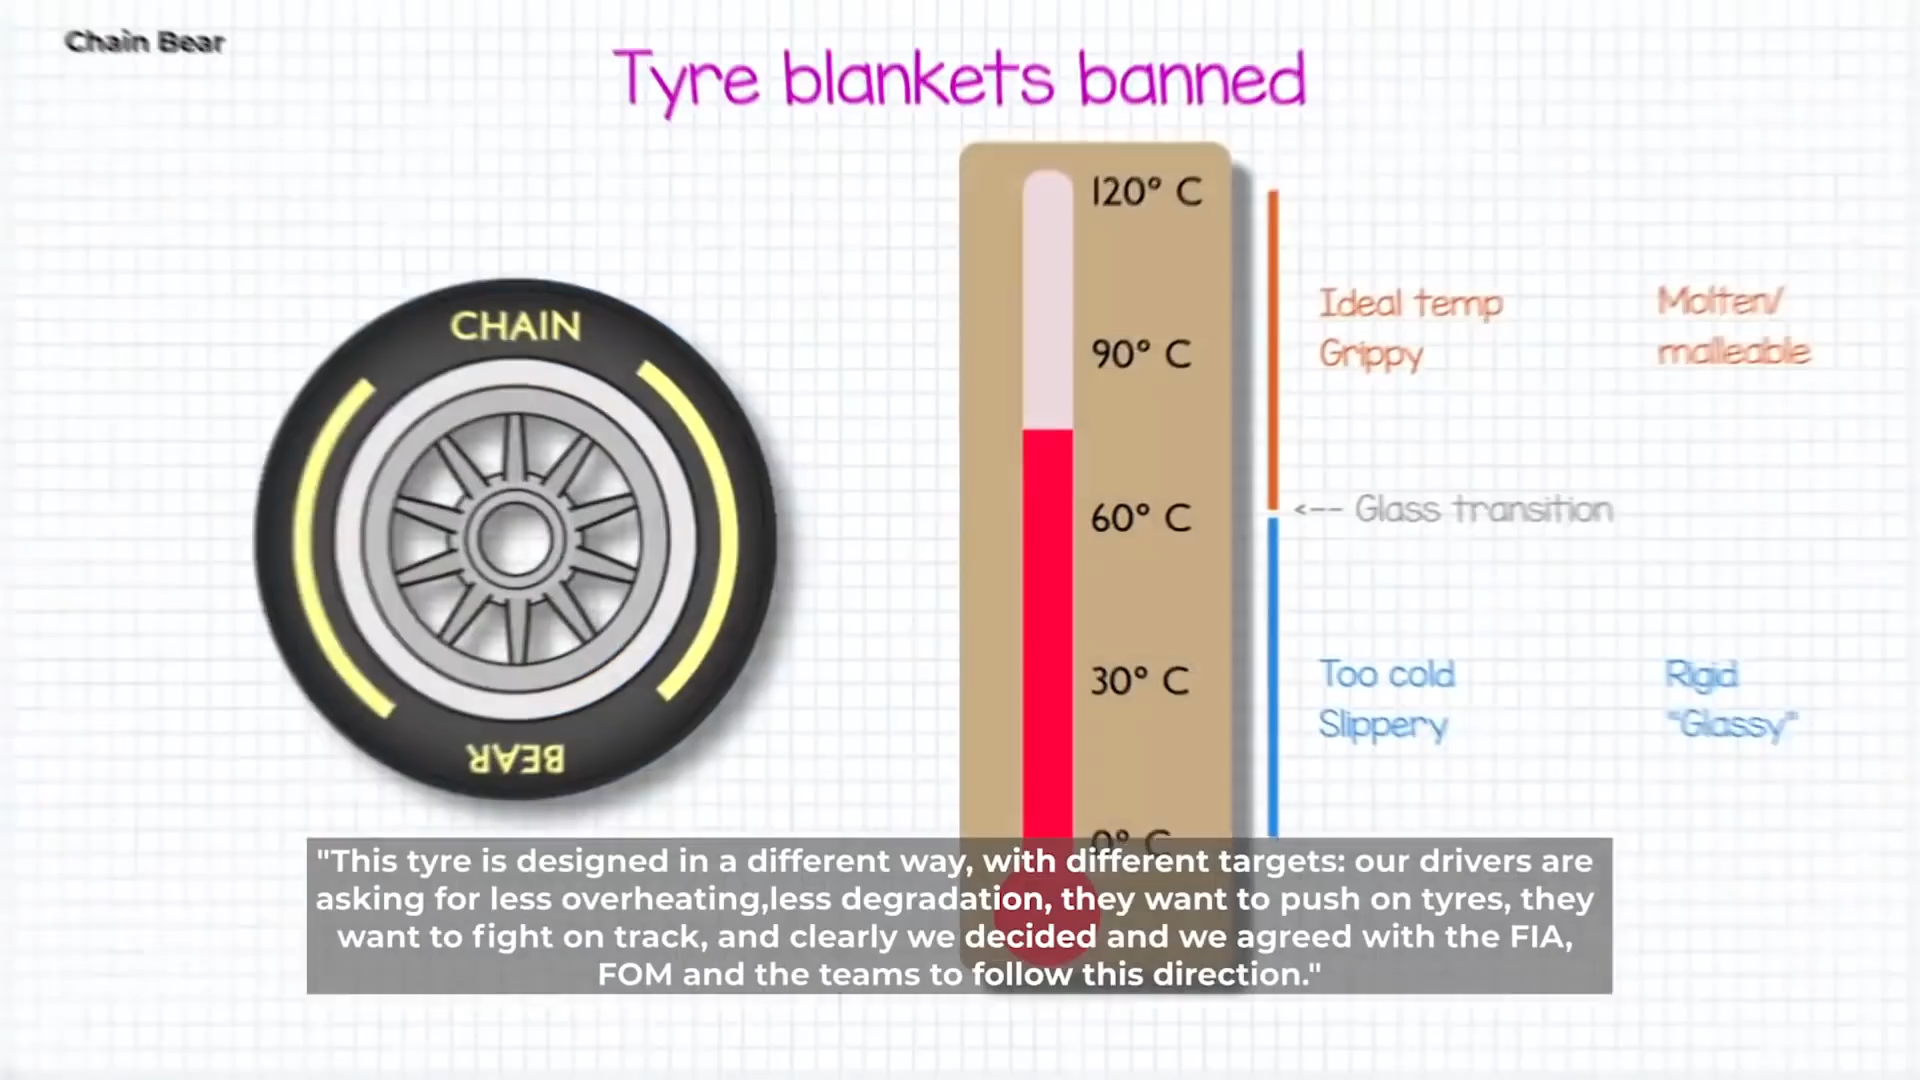 Chain Bear
Tyre blankets banned
CHAIN
BEAR
120° C
90° C
60° C
30° C
0° C
Ideal temp
Grippy
Molten/
malleable
<-- Glass transition
Too cold
Slippery
Rigid
"Glassy"
"This tyre is designed in a different way, with different targets: our drivers are
asking for less overheating,less degradation, they want to push on tyres, they
want to fight on track, and clearly we decided and we agreed with the FIA,
FOM and the teams to follow this direction."